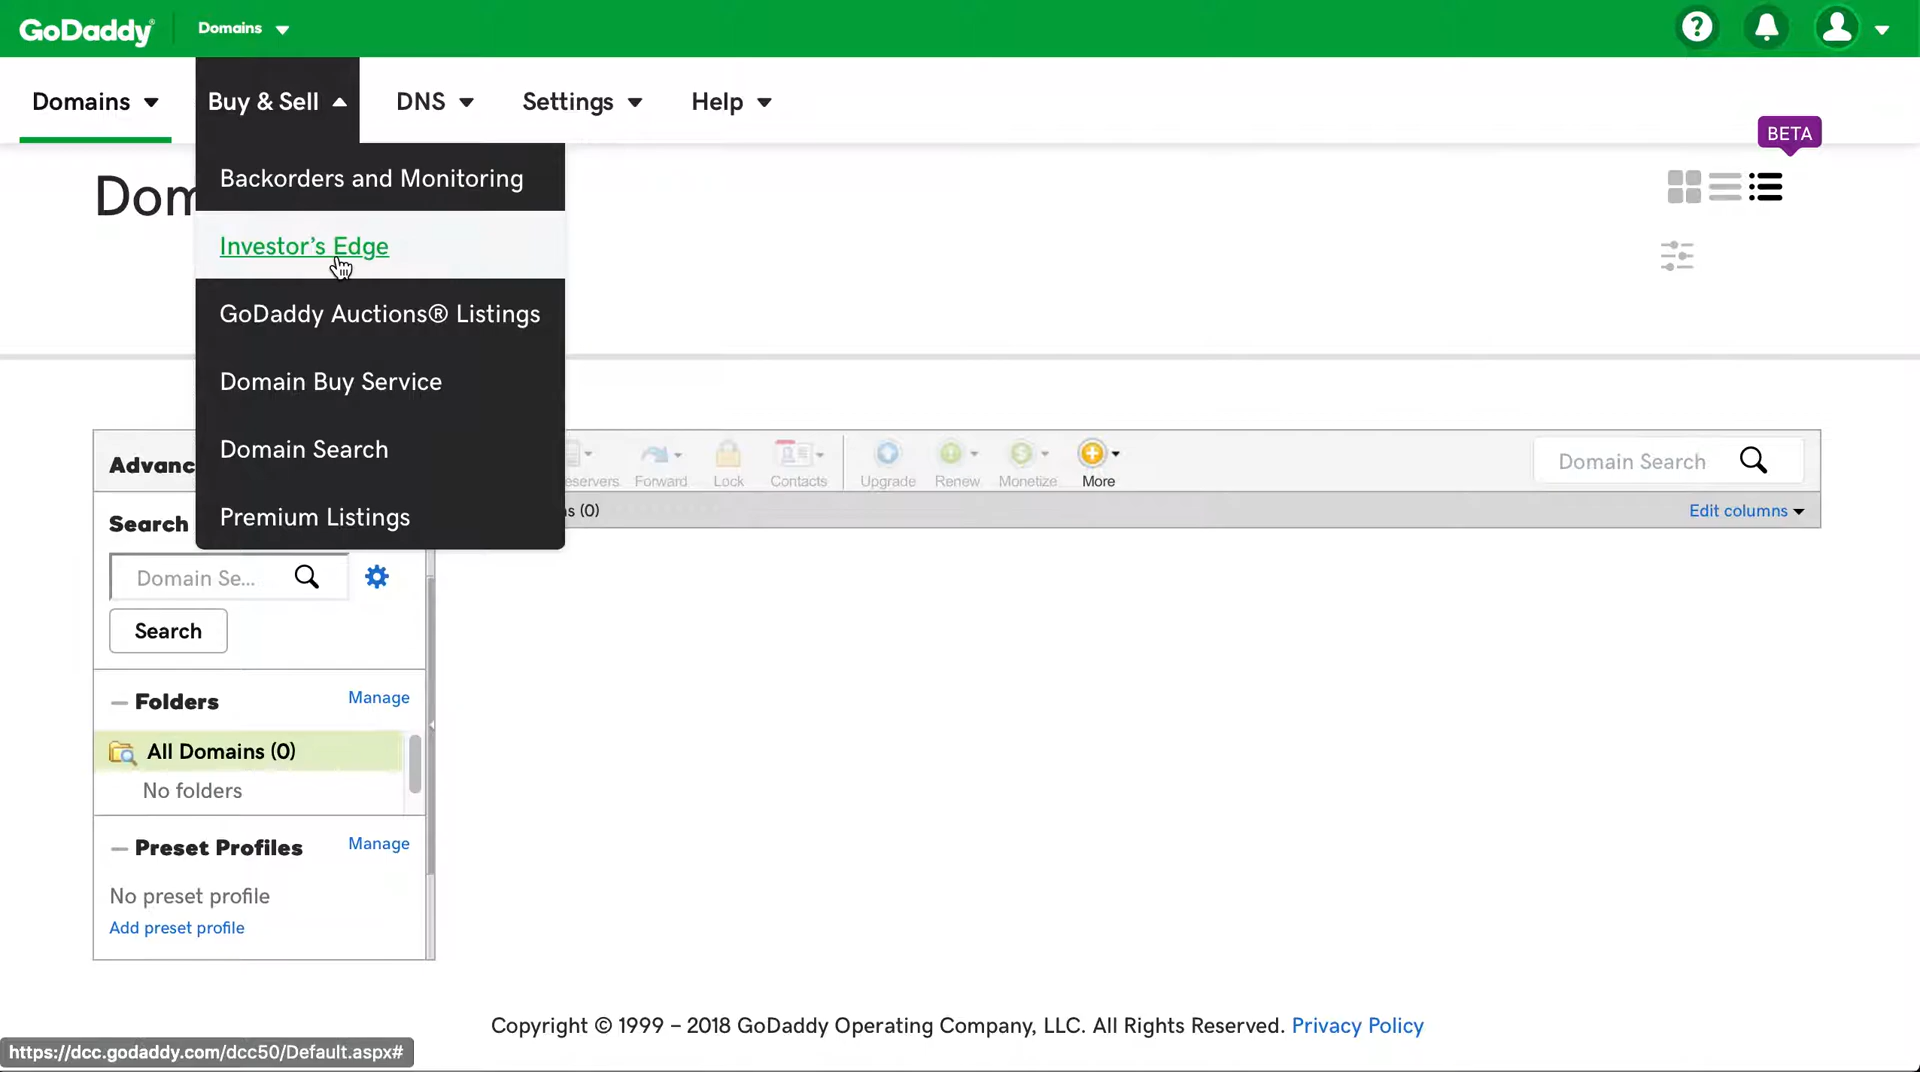 GoDaddy
Domains
Domains
Buy & Sell
DNS
Settings
Help
BETA
Backorders and Monitoring
Investor's Edge
GoDaddy Auctions® Listings
Domain Buy Service
Domain Search
Premium Listings
Dom
Advanc
eservers
Forward
Lock
Contacts
Upgrade
Renew
Monetize
More
Domain Search
s (0)
Edit columns
Search
Domain Se...
Search
Folders
Manage
All Domains (0)
No folders
Preset Profiles
Manage
No preset profile
Add preset profile
Copyright © 1999 – 2018 GoDaddy Operating Company, LLC. All Rights Reserved. Privacy Policy
https://dcc.godaddy.com/dcc50/Default.aspx#